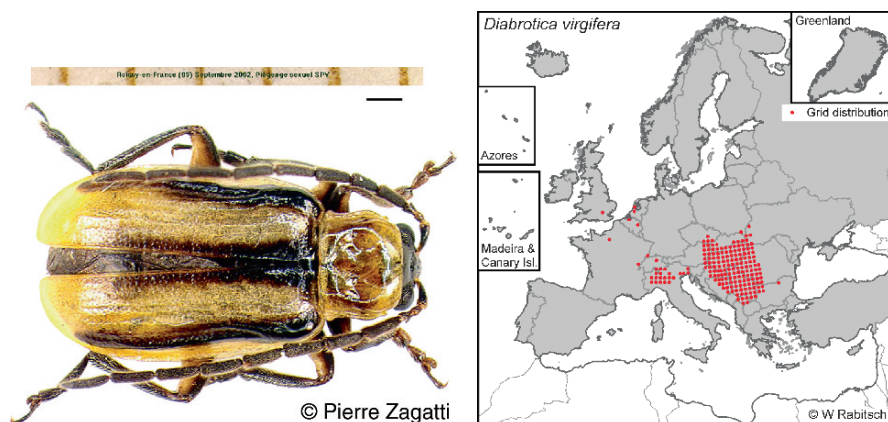 Roissy-en-France (95) Septembre 2002, Piégeage sexuel SPV
© Pierre Zagatti
Diabrotica virgifera
Greenland
Grid distribution
Azores
Madeira &
Canary Isl.
© W Rabitsch